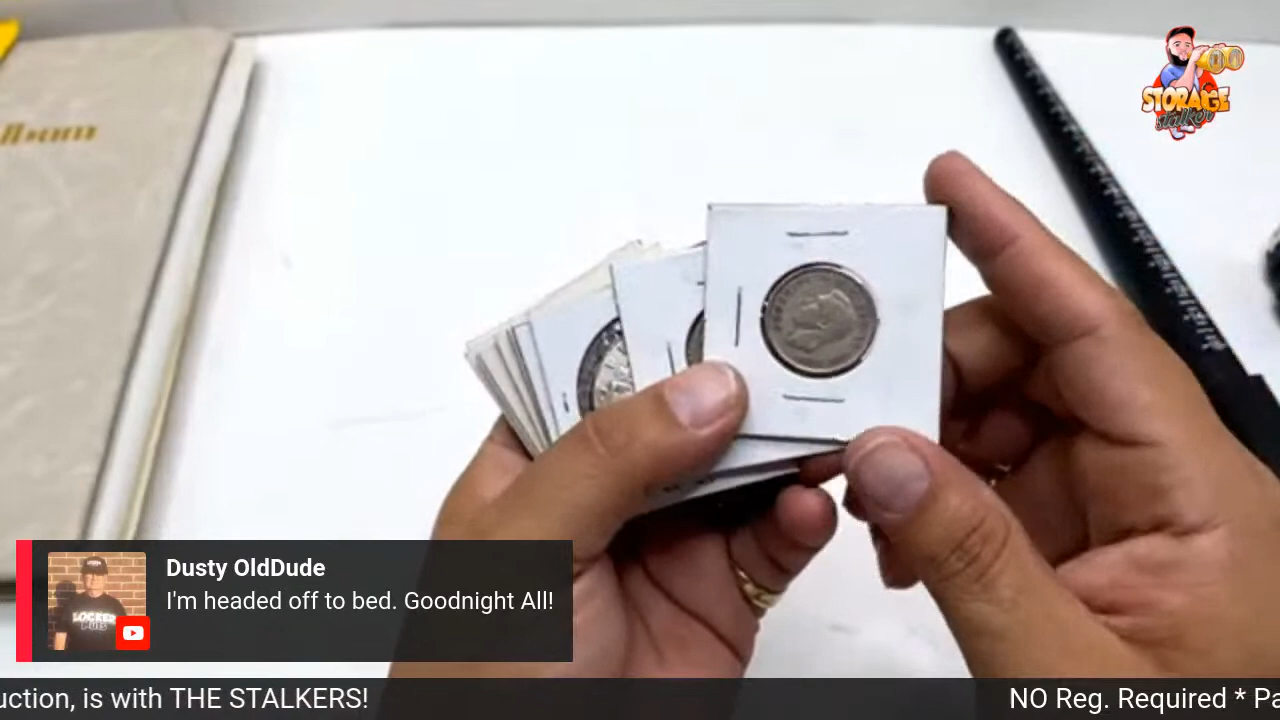 STORAGE
stalker
Dusty OldDude
I'm headed off to bed. Goodnight All!
uction, is with THE STALKERS!
NO Reg. Required * Pa